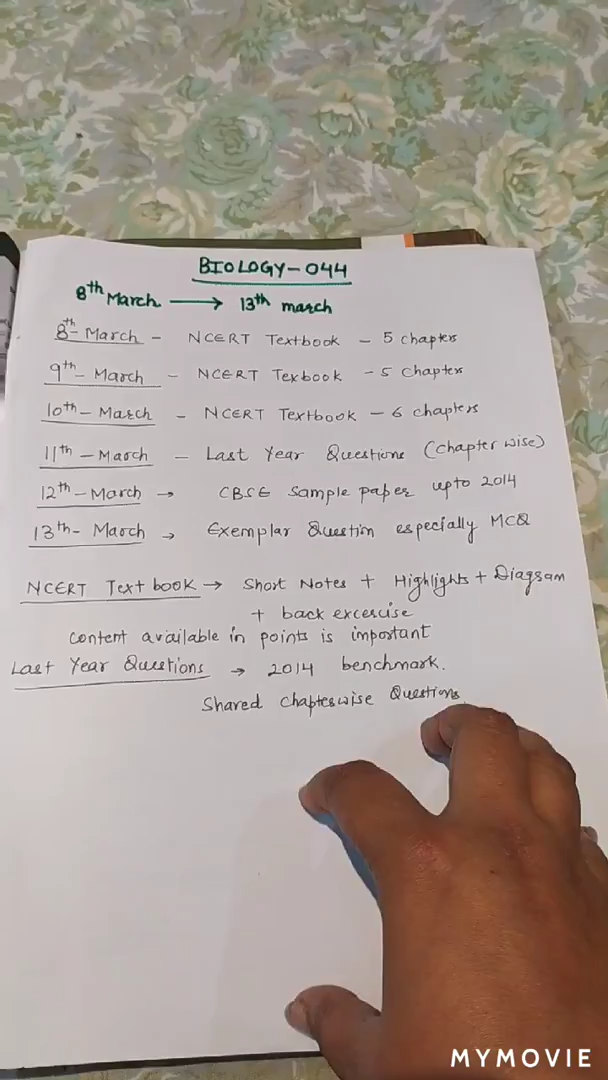 BIOLOGY-044
8th March → 13th march
8th March - NCERT Textbook - 5 chapters
9th - March - NCERT Texbook - 5 chapters
10th - March - NCERT Textbook - 6 chapters
11th - March - Last Year Questions (chapter wise)
12th - March → CBSE Sample paper upto 2014
13th - March → Exemplar Question especially MCQ
NCERT Text book → Short Notes + Highlights + Diagram
+ back excercise
content available in points is important
Last Year Questions → 2014 benchmark.
Shared Chapterwise Questions
MYMOVIE